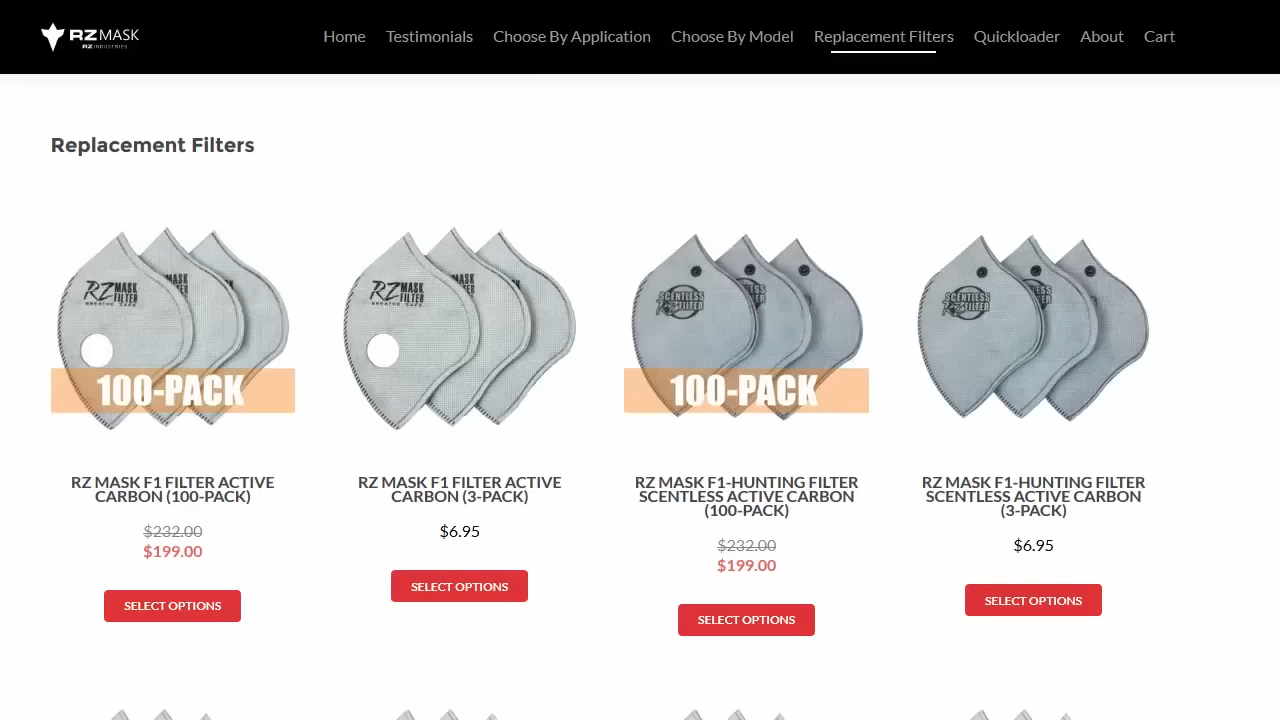 RZ MASK
RZ INDUSTRIES
Home
Testimonials
Choose By Application
Choose By Model
Replacement Filters
Quickloader
About
Cart
Replacement Filters
RZ MASK
FILTER
BREATHE SAFE
MASK
100-PACK
RZ MASK
FILTER
BREATHE SAFE
MASK
SCENTLESS
RZ FILTER
100-PACK
SCENTLESS
RZ FILTER
RZ MASK F1 FILTER ACTIVE
CARBON (100-PACK)
$232.00
$199.00
SELECT OPTIONS
RZ MASK F1 FILTER ACTIVE
CARBON (3-PACK)
$6.95
SELECT OPTIONS
RZ MASK F1-HUNTING FILTER
SCENTLESS ACTIVE CARBON
(100-PACK)
$232.00
$199.00
SELECT OPTIONS
RZ MASK F1-HUNTING FILTER
SCENTLESS ACTIVE CARBON
(3-PACK)
$6.95
SELECT OPTIONS